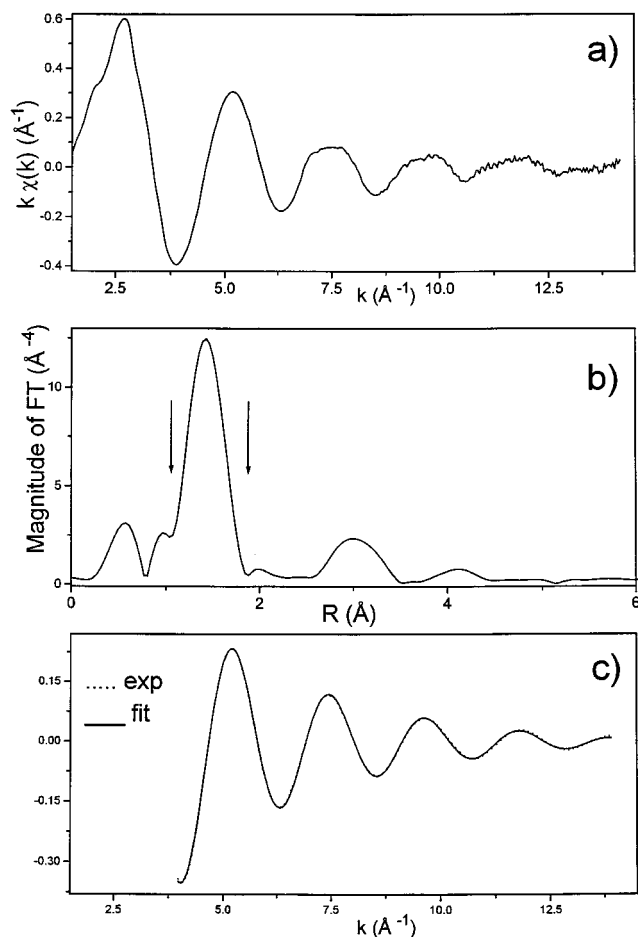 a)
k χ(k) (Å⁻¹)
0.6
0.4
0.2
0.0
-0.2
-0.4
2.5 5.0 7.5 10.0 12.5
k (Å⁻¹)
b)
Magnitude of FT (Å⁻⁴)
10
5
0
0 2 4 6
R (Å)
c)
exp
fit
0.15
0.00
-0.15
-0.30
2.5 5.0 7.5 10.0 12.5
k (Å⁻¹)